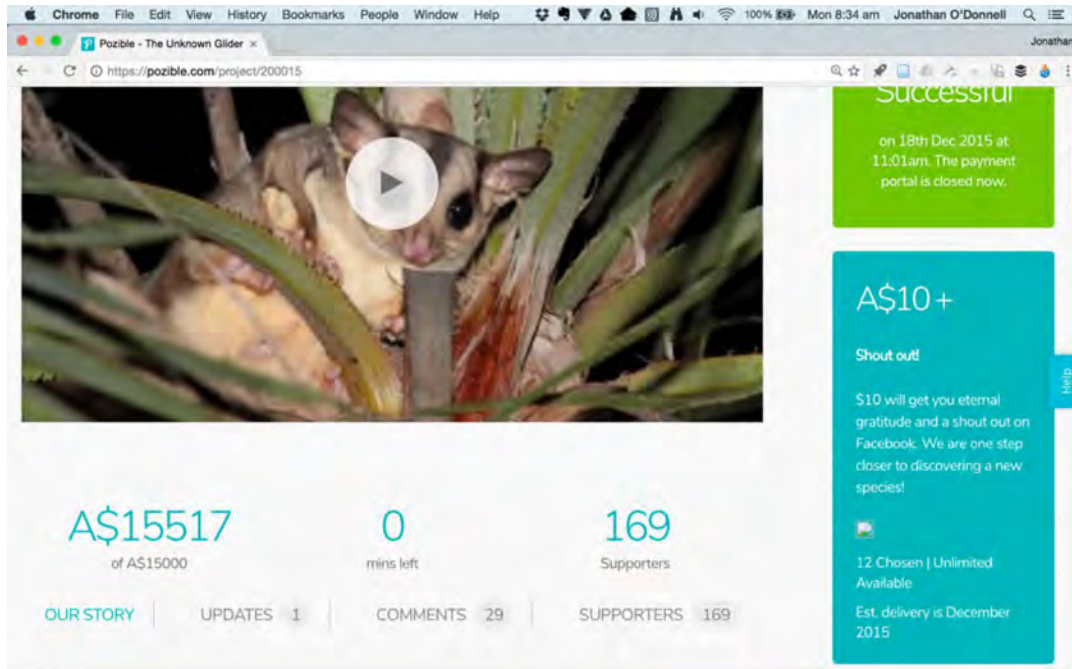 Chrome File Edit View History Bookmarks People Window Help 100% Mon 8:34 am Jonathan O'Donnell
Pozible - The Unknown Glider ×
Jonathan
https://pozible.com/project/200015
Successful
on 18th Dec 2015 at
11:01am. The payment
portal is closed now.
A$10+
Shout out!
$10 will get you eternal
gratitude and a shout out on
Facebook. We are one step
closer to discovering a new
species!
12 Chosen | Unlimited
Available
Est. delivery is December
2015
Help
A$15517
of A$15000
0
mins left
169
Supporters
OUR STORY UPDATES 1 COMMENTS 29 SUPPORTERS 169